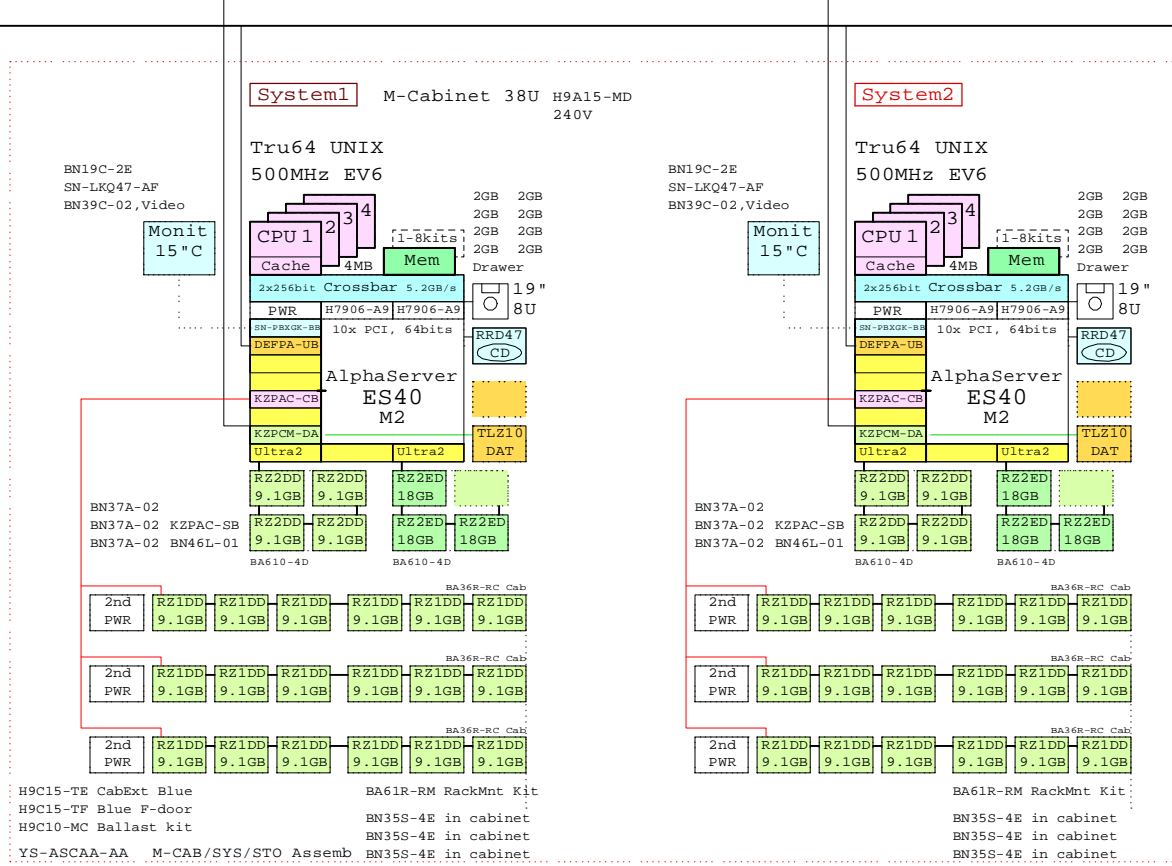 System1 M-Cabinet 38U H9A15-MD
240V
Tru64 UNIX
500MHz EV6
BN19C-2E
SN-LKQ47-AF
BN39C-02,Video
Monit
15"C
CPU 1 2 3 4
Cache 4MB
1-8kits
Mem
2GB 2GB
2GB 2GB
2GB 2GB
2GB 2GB
Drawer
19"
8U
2x256bit Crossbar 5.2GB/s
PWR H7906-A9 H7906-A9
SN-PBXGK-BB 10x PCI, 64bits
DEFPA-UB
RRD47
CD
AlphaServer
KZPAC-CB ES40
M2
KZPCM-DA
TLZ10
DAT
Ultra2 Ultra2
RZ2DD RZ2DD RZ2ED
9.1GB 9.1GB 18GB
BN37A-02
BN37A-02 KZPAC-SB RZ2DD RZ2DD RZ2ED RZ2ED
BN37A-02 BN46L-01 9.1GB 9.1GB 18GB 18GB
BA610-4D BA610-4D
BA36R-RC Cab
2nd RZ1DD RZ1DD RZ1DD RZ1DD RZ1DD RZ1DD
PWR 9.1GB 9.1GB 9.1GB 9.1GB 9.1GB 9.1GB
BA36R-RC Cab
2nd RZ1DD RZ1DD RZ1DD RZ1DD RZ1DD RZ1DD
PWR 9.1GB 9.1GB 9.1GB 9.1GB 9.1GB 9.1GB
BA36R-RC Cab
2nd RZ1DD RZ1DD RZ1DD RZ1DD RZ1DD RZ1DD
PWR 9.1GB 9.1GB 9.1GB 9.1GB 9.1GB 9.1GB
H9C15-TE CabExt Blue
H9C15-TF Blue F-door
H9C10-MC Ballast kit
YS-ASCAA-AA M-CAB/SYS/STO Assemb
BA61R-RM RackMnt Kit
BN35S-4E in cabinet
BN35S-4E in cabinet
BN35S-4E in cabinet
System2
Tru64 UNIX
500MHz EV6
BN19C-2E
SN-LKQ47-AF
BN39C-02,Video
Monit
15"C
CPU 1 2 3 4
Cache 4MB
1-8kits
Mem
2GB 2GB
2GB 2GB
2GB 2GB
2GB 2GB
Drawer
19"
8U
2x256bit Crossbar 5.2GB/s
PWR H7906-A9 H7906-A9
SN-PBXGK-BB 10x PCI, 64bits
DEFPA-UB
RRD47
CD
AlphaServer
KZPAC-CB ES40
M2
KZPCM-DA
TLZ10
DAT
Ultra2 Ultra2
RZ2DD RZ2DD RZ2ED
9.1GB 9.1GB 18GB
BN37A-02
BN37A-02 KZPAC-SB RZ2DD RZ2DD RZ2ED RZ2ED
BN37A-02 BN46L-01 9.1GB 9.1GB 18GB 18GB
BA610-4D BA610-4D
BA36R-RC Cab
2nd RZ1DD RZ1DD RZ1DD RZ1DD RZ1DD RZ1DD
PWR 9.1GB 9.1GB 9.1GB 9.1GB 9.1GB 9.1GB
BA36R-RC Cab
2nd RZ1DD RZ1DD RZ1DD RZ1DD RZ1DD RZ1DD
PWR 9.1GB 9.1GB 9.1GB 9.1GB 9.1GB 9.1GB
BA36R-RC Cab
2nd RZ1DD RZ1DD RZ1DD RZ1DD RZ1DD RZ1DD
PWR 9.1GB 9.1GB 9.1GB 9.1GB 9.1GB 9.1GB
BA61R-RM RackMnt Kit
BN35S-4E in cabinet
BN35S-4E in cabinet
BN35S-4E in cabinet